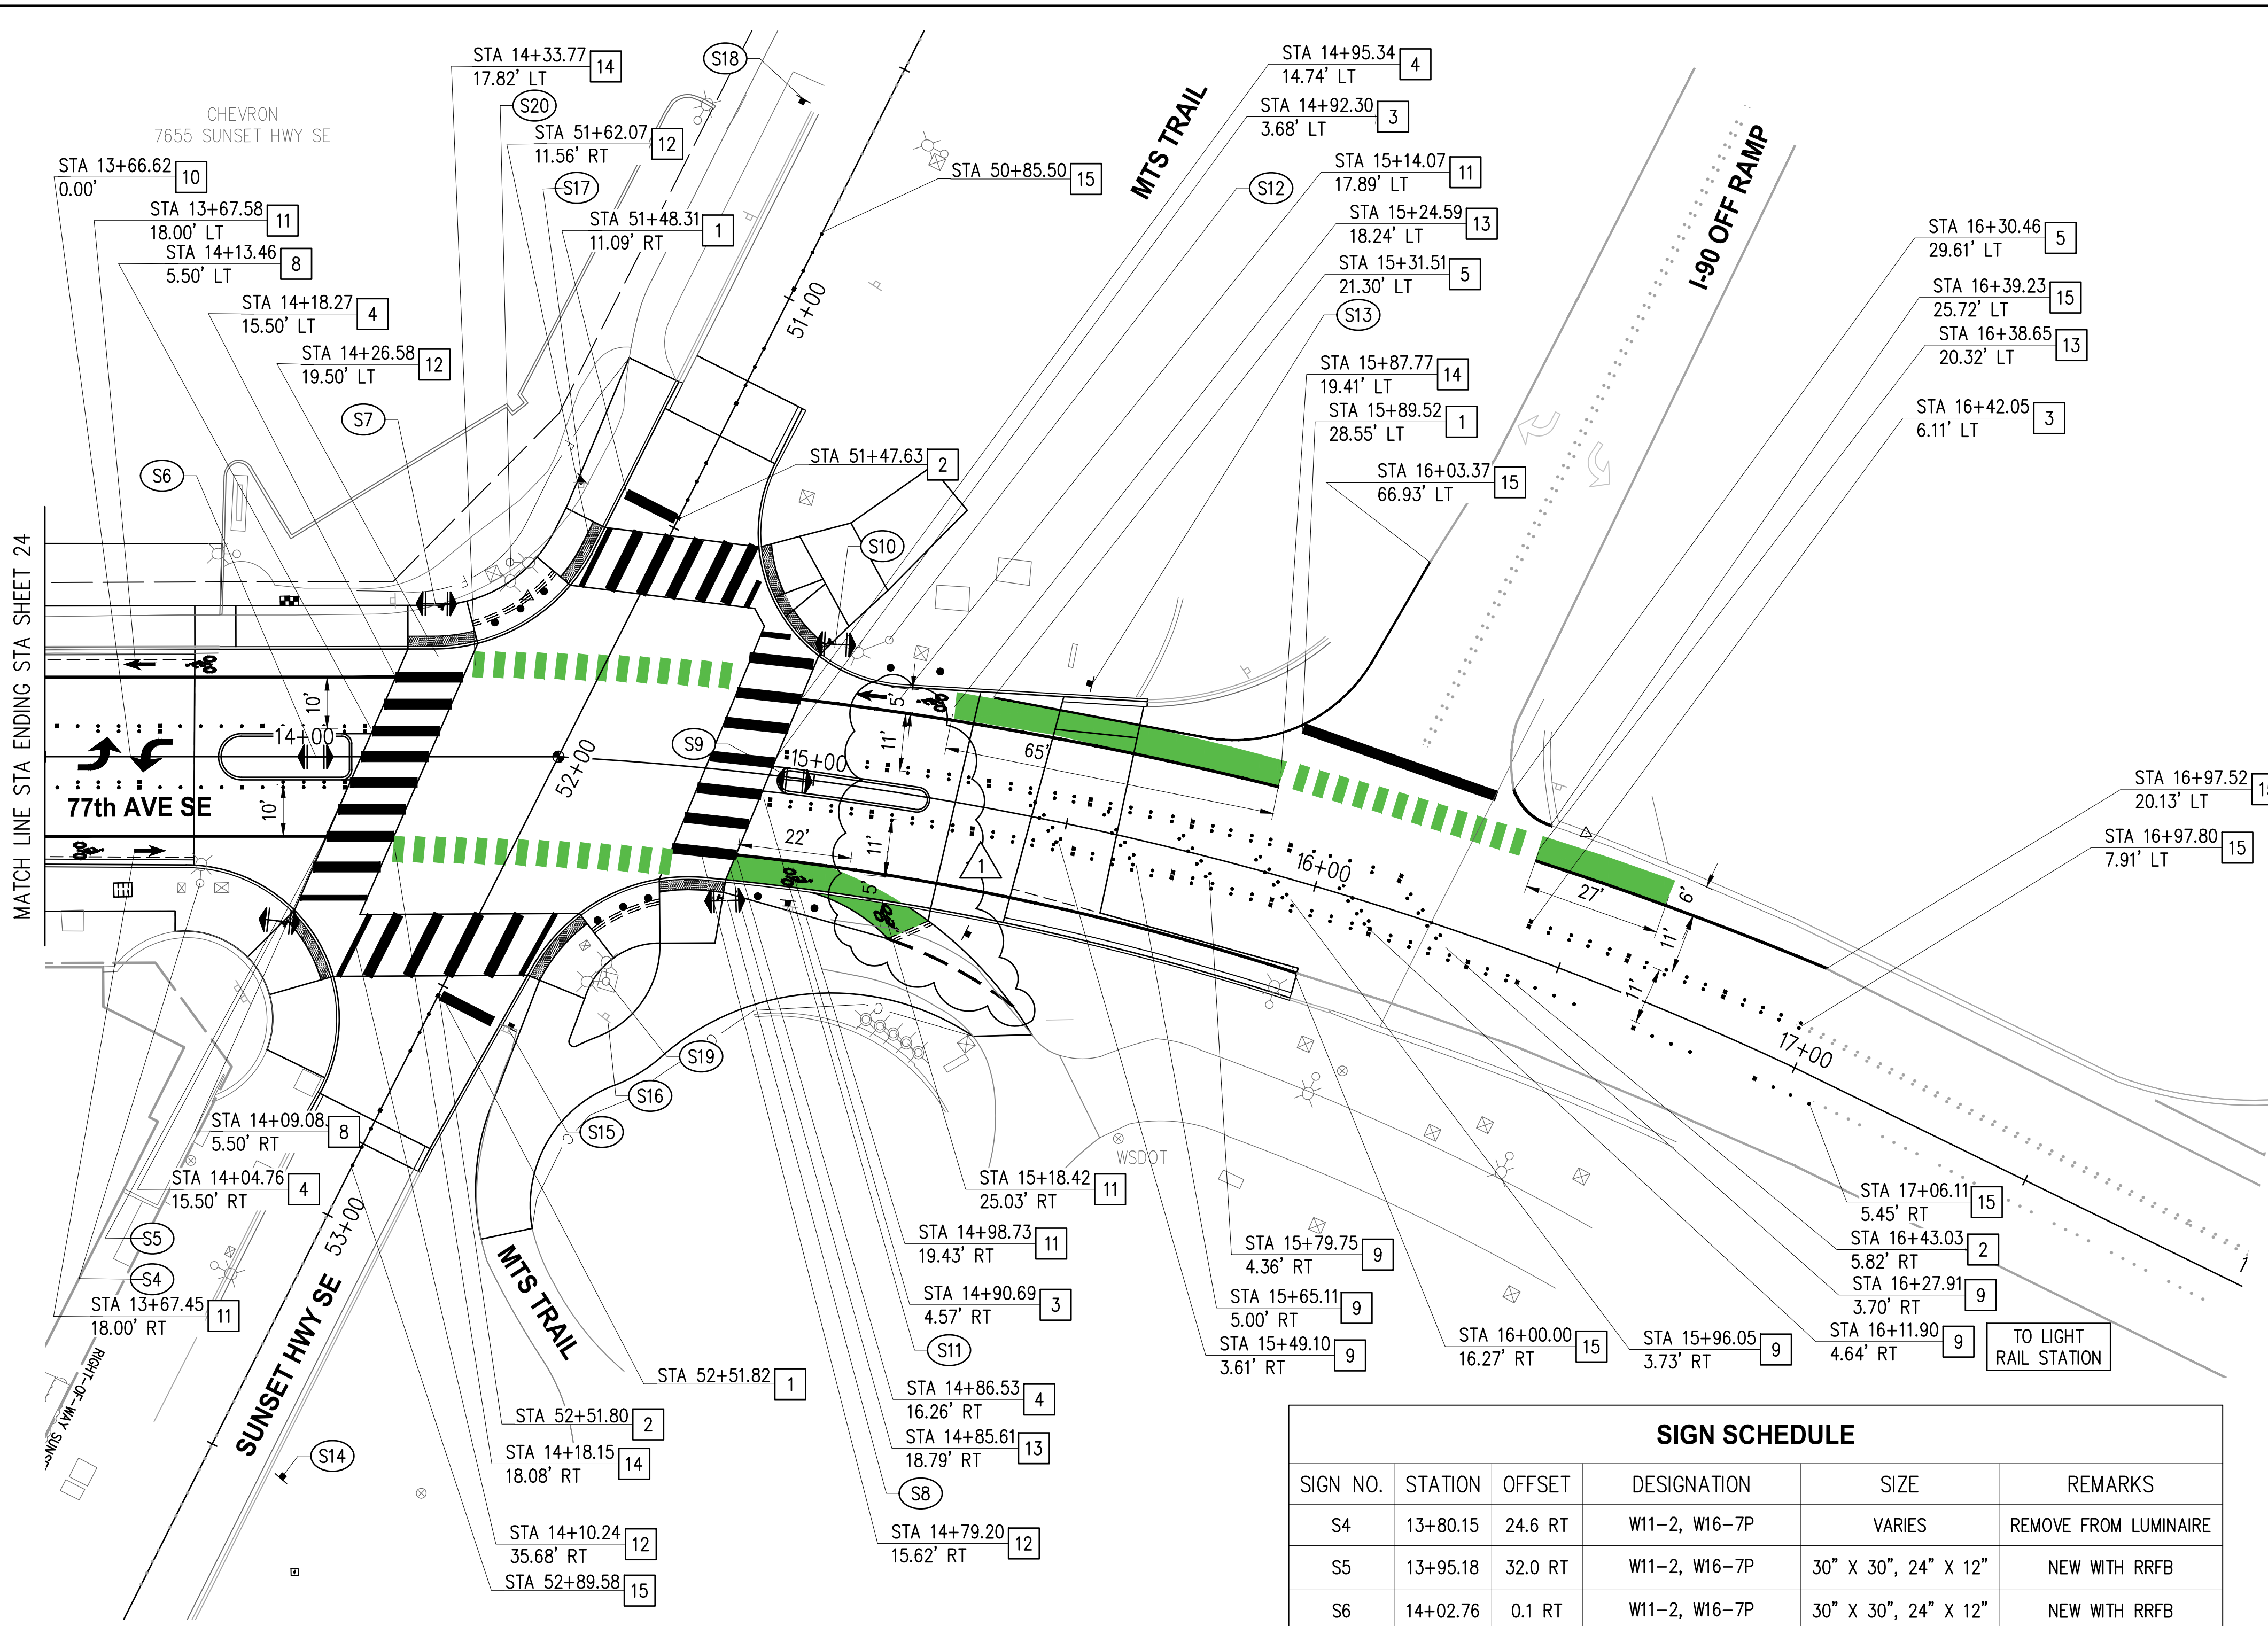 STA 14+33.77
17.82' LT
14
S18
S20
CHEVRON
7655 SUNSET HWY SE
STA 51+62.07
11.56' RT
12
STA 13+66.62
0.00'
10
S17
STA 13+67.58
18.00' LT
11
STA 51+48.31
11.09' RT
1
STA 14+13.46
5.50' LT
8
STA 14+18.27
15.50' LT
4
STA 14+26.58
19.50' LT
12
S7
S6
STA 50+85.50
15
51+00
STA 51+47.63
2
S10
MTS TRAIL
STA 14+95.34
14.74' LT
4
STA 14+92.30
3.68' LT
3
S12
STA 15+14.07
17.89' LT
11
STA 15+24.59
18.24' LT
13
STA 15+31.51
21.30' LT
5
S13
STA 15+87.77
19.41' LT
14
STA 15+89.52
28.55' LT
1
STA 16+03.37
66.93' LT
15
I-90 OFF RAMP
STA 16+30.46
29.61' LT
5
STA 16+39.23
25.72' LT
15
STA 16+38.65
20.32' LT
13
STA 16+42.05
6.11' LT
3
STA 16+97.52
20.13' LT
STA 16+97.80
7.91' LT
15
MATCH LINE STA ENDING STA SHEET 24
10'
14+00
77th AVE SE
10'
52+00
S9
15+00
5'
11'
65'
22'
11'
5'
1
16+00
27'
6'
11'
11'
17+00
S19
S16
S15
WSDOT
STA 14+09.08
5.50' RT
8
STA 14+04.76
15.50' RT
4
S5
S4
STA 13+67.45
18.00' RT
11
53+00
SUNSET HWY SE
MTS TRAIL
RIGHT-OF-WAY
S14
STA 52+51.82
1
STA 52+51.80
2
STA 14+18.15
18.08' RT
14
STA 14+10.24
35.68' RT
12
STA 52+89.58
15
STA 15+18.42
25.03' RT
11
STA 14+98.73
19.43' RT
11
STA 14+90.69
4.57' RT
3
S11
STA 14+86.53
16.26' RT
4
STA 14+85.61
18.79' RT
13
S8
STA 14+79.20
15.62' RT
12
STA 15+79.75
4.36' RT
9
STA 15+65.11
5.00' RT
9
STA 15+49.10
3.61' RT
9
STA 16+00.00
16.27' RT
15
STA 15+96.05
3.73' RT
9
STA 17+06.11
5.45' RT
15
STA 16+43.03
5.82' RT
2
STA 16+27.91
3.70' RT
9
STA 16+11.90
4.64' RT
9
TO LIGHT
RAIL STATION
SIGN SCHEDULE
SIGN NO. STATION OFFSET DESIGNATION SIZE REMARKS
S4 13+80.15 24.6 RT W11-2, W16-7P VARIES REMOVE FROM LUMINAIRE
S5 13+95.18 32.0 RT W11-2, W16-7P 30" X 30", 24" X 12" NEW WITH RRFB
S6 14+02.76 0.1 RT W11-2, W16-7P 30" X 30", 24" X 12" NEW WITH RRFB